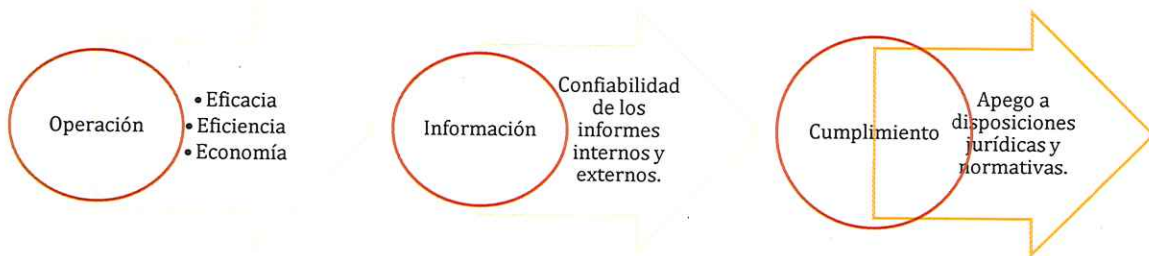 Operación
• Eficacia
• Eficiencia
• Economía
Información
Confiabilidad
de los
informes
internos y
externos.
Cumplimiento
Apego a
disposiciones
jurídicas y
normativas.